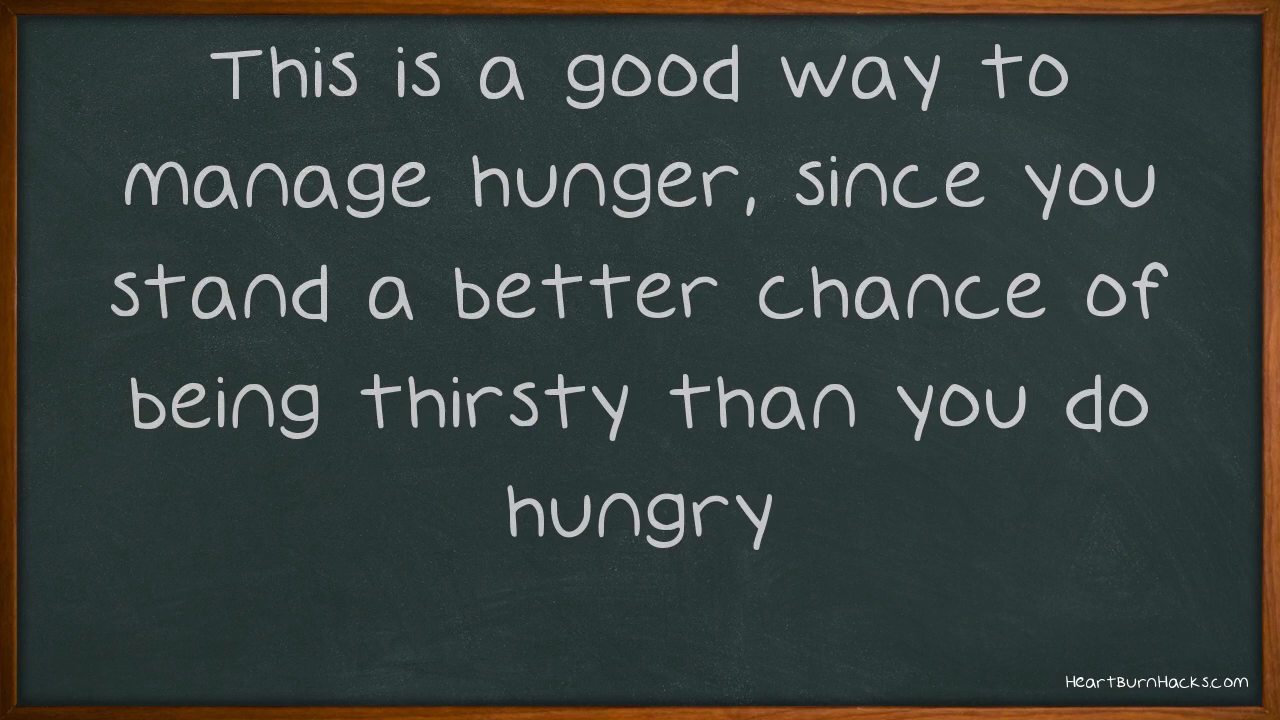 This is a good way to
manage hunger, since you
stand a better chance of
being thirsty than you do
hungry
HeartBurnHacks.com